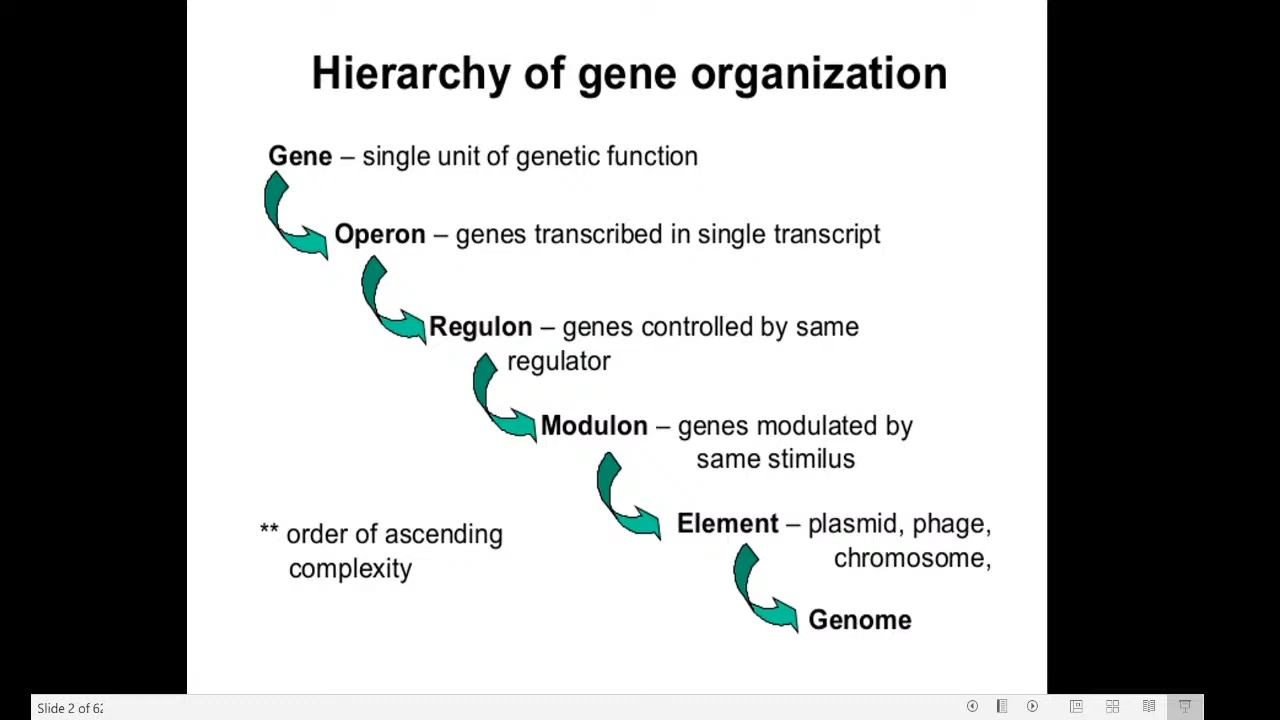 Hierarchy of gene organization
Gene – single unit of genetic function
Operon – genes transcribed in single transcript
Regulon – genes controlled by same
regulator
Modulon – genes modulated by
same stimilus
Element – plasmid, phage,
chromosome,
** order of ascending
complexity
Genome
Slide 2 of 62